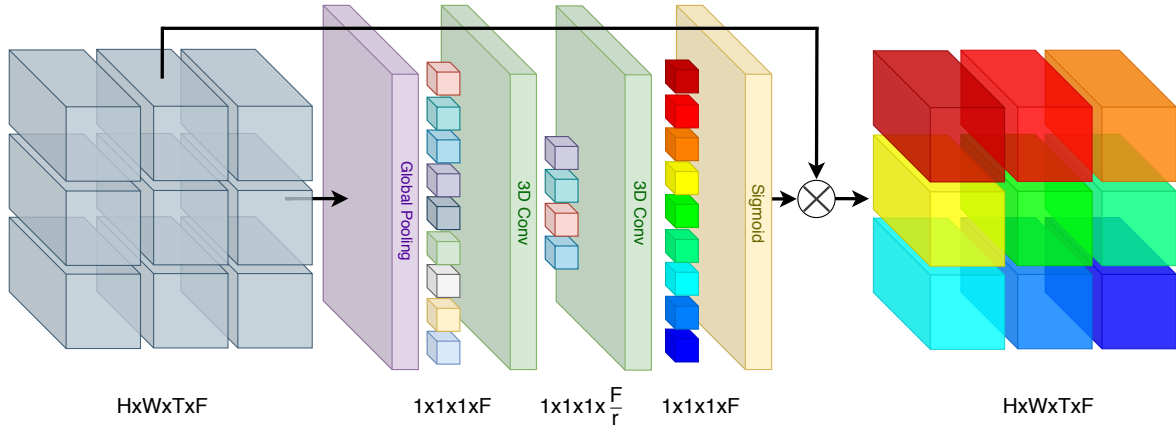 Global Pooling
3D Conv
3D Conv
Sigmoid
HxWxTxF
1x1x1xF
1x1x1x F/r
1x1x1xF
HxWxTxF